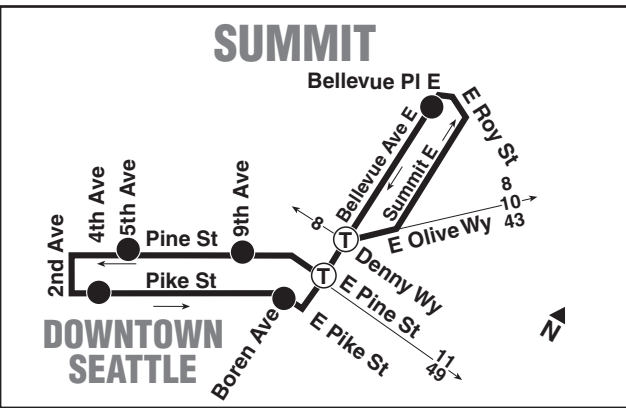 SUMMIT
Bellevue Pl E
E Roy St
Bellevue Ave E
Summit E
8
10
43
8
E Olive Wy
T
Denny Wy
2nd Ave
4th Ave
5th Ave
9th Ave
Pine St
Pike St
T
E Pine St
E Pike St
11
49
Boren Ave
DOWNTOWN
SEATTLE
N